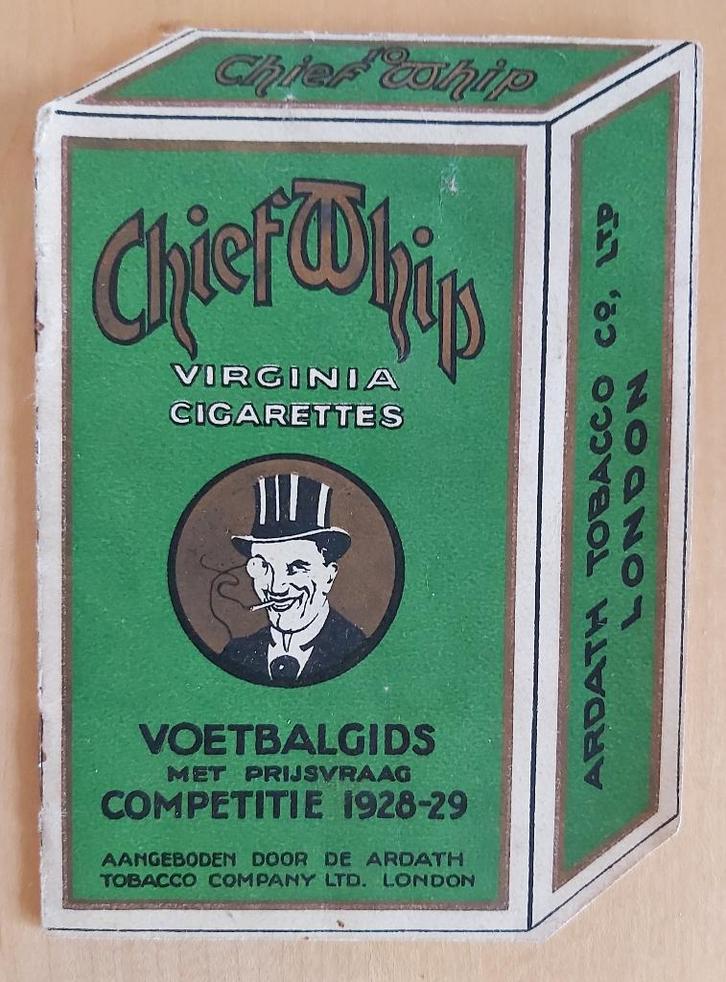 Chief 10 Whip
Chief Whip
VIRGINIA
CIGARETTES
VOETBALGIDS
MET PRIJSVRAAG
COMPETITIE 1928-29
AANGEBODEN DOOR DE ARDATH
TOBACCO COMPANY LTD. LONDON
ARDATH TOBACCO Co, LTD
LONDON